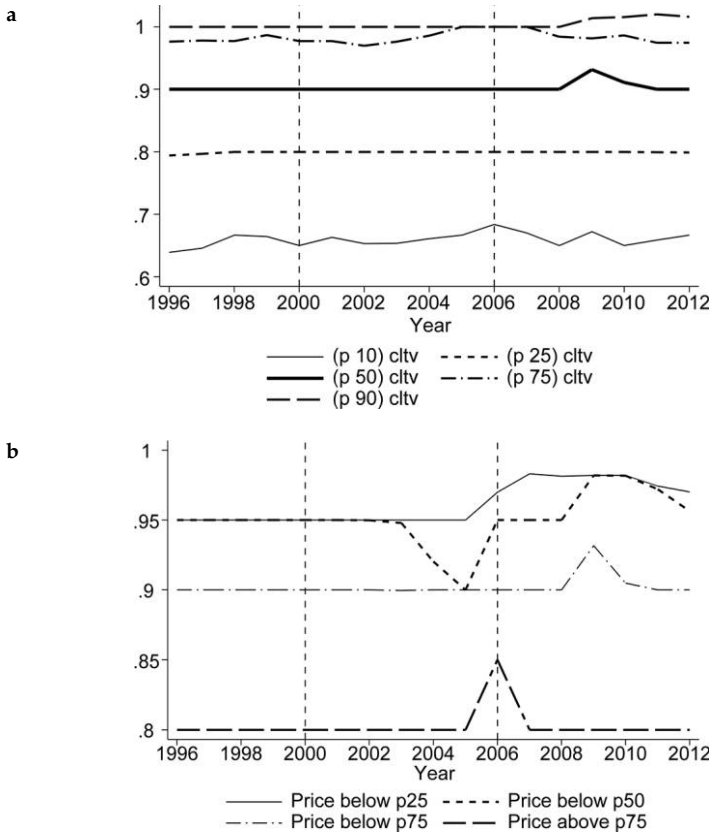 a
1
.9
.8
.7
.6
1996 1998 2000 2002 2004 2006 2008 2010 2012
Year
(p 10) cltv (p 25) cltv
(p 50) cltv (p 75) cltv
(p 90) cltv
b
1
.95
.9
.85
.8
1996 1998 2000 2002 2004 2006 2008 2010 2012
Year
Price below p25 Price below p50
Price below p75 Price above p75